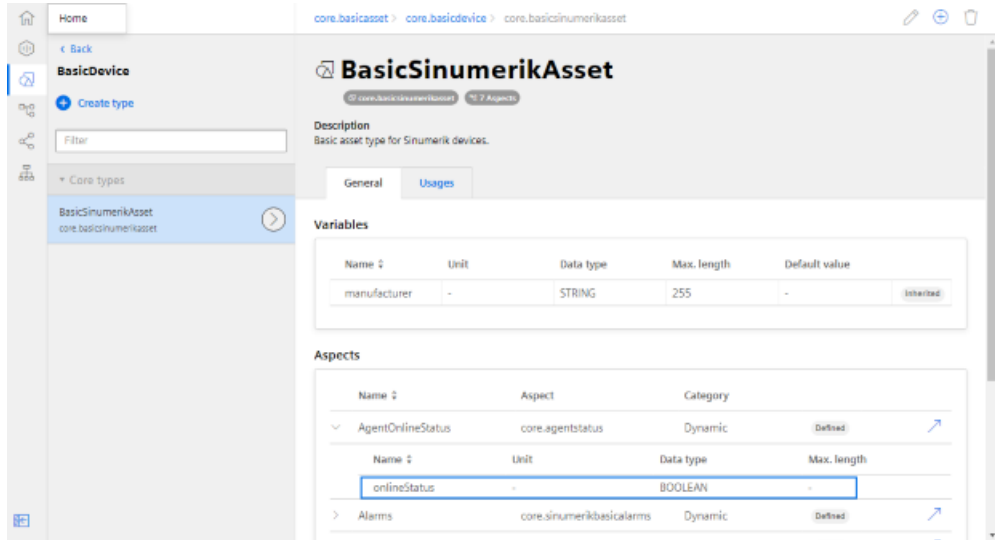 Home
core.basicasset > core.basicdevice > core.basicsinumerikasset
< Back
BasicDevice
Create type
Filter
Core types
BasicSinumerikAsset
core.basicsinumerikasset
BasicSinumerikAsset
core.basicsinumerikasset 7 Aspects
Description
Basic asset type for Sinumerik devices.
General Usages
Variables
Name Unit Data type Max. length Default value
manufacturer - STRING 255 - Inherited
Aspects
Name Aspect Category
AgentOnlineStatus core.agentstatus Dynamic Defined
Name Unit Data type Max. length
onlineStatus - BOOLEAN -
Alarms core.sinumerikbasicalarms Dynamic Defined